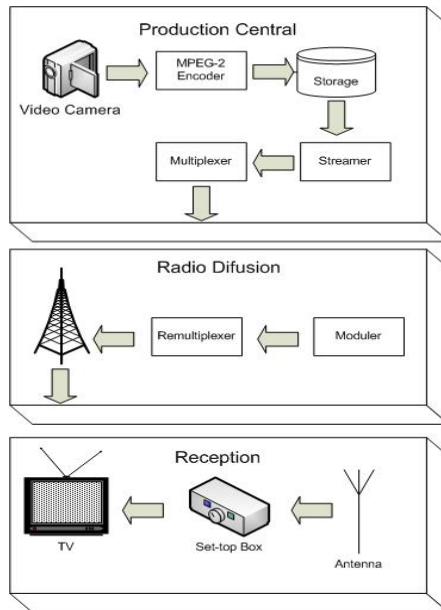 Production Central
MPEG-2
Encoder
Storage
Video Camera
Multiplexer
Streamer
Radio Difusion
Remultiplexer
Moduler
Reception
TV
Set-top Box
Antenna